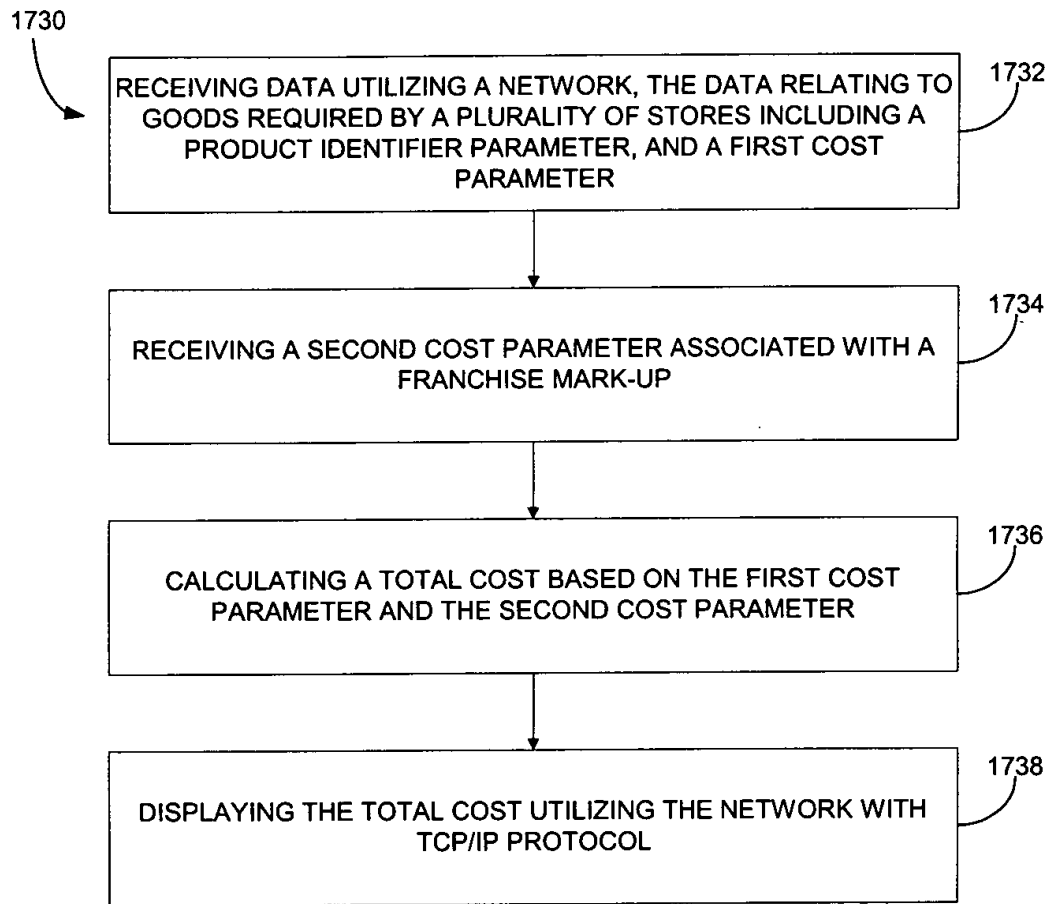 1730
1732
RECEIVING DATA UTILIZING A NETWORK, THE DATA RELATING TO
GOODS REQUIRED BY A PLURALITY OF STORES INCLUDING A
PRODUCT IDENTIFIER PARAMETER, AND A FIRST COST
PARAMETER
1734
RECEIVING A SECOND COST PARAMETER ASSOCIATED WITH A
FRANCHISE MARK-UP
1736
CALCULATING A TOTAL COST BASED ON THE FIRST COST
PARAMETER AND THE SECOND COST PARAMETER
1738
DISPLAYING THE TOTAL COST UTILIZING THE NETWORK WITH
TCP/IP PROTOCOL